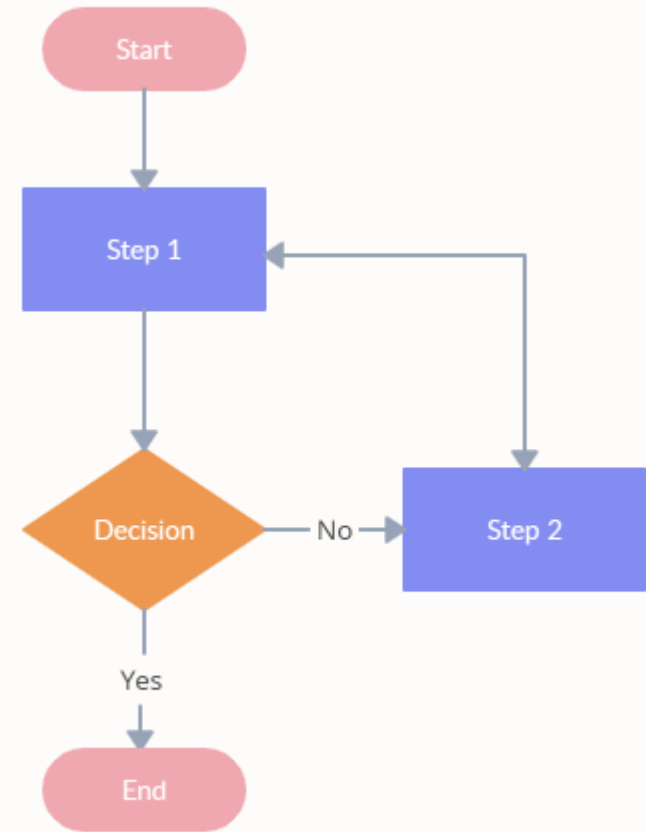 Start
Step 1
Decision
No
Step 2
Yes
End